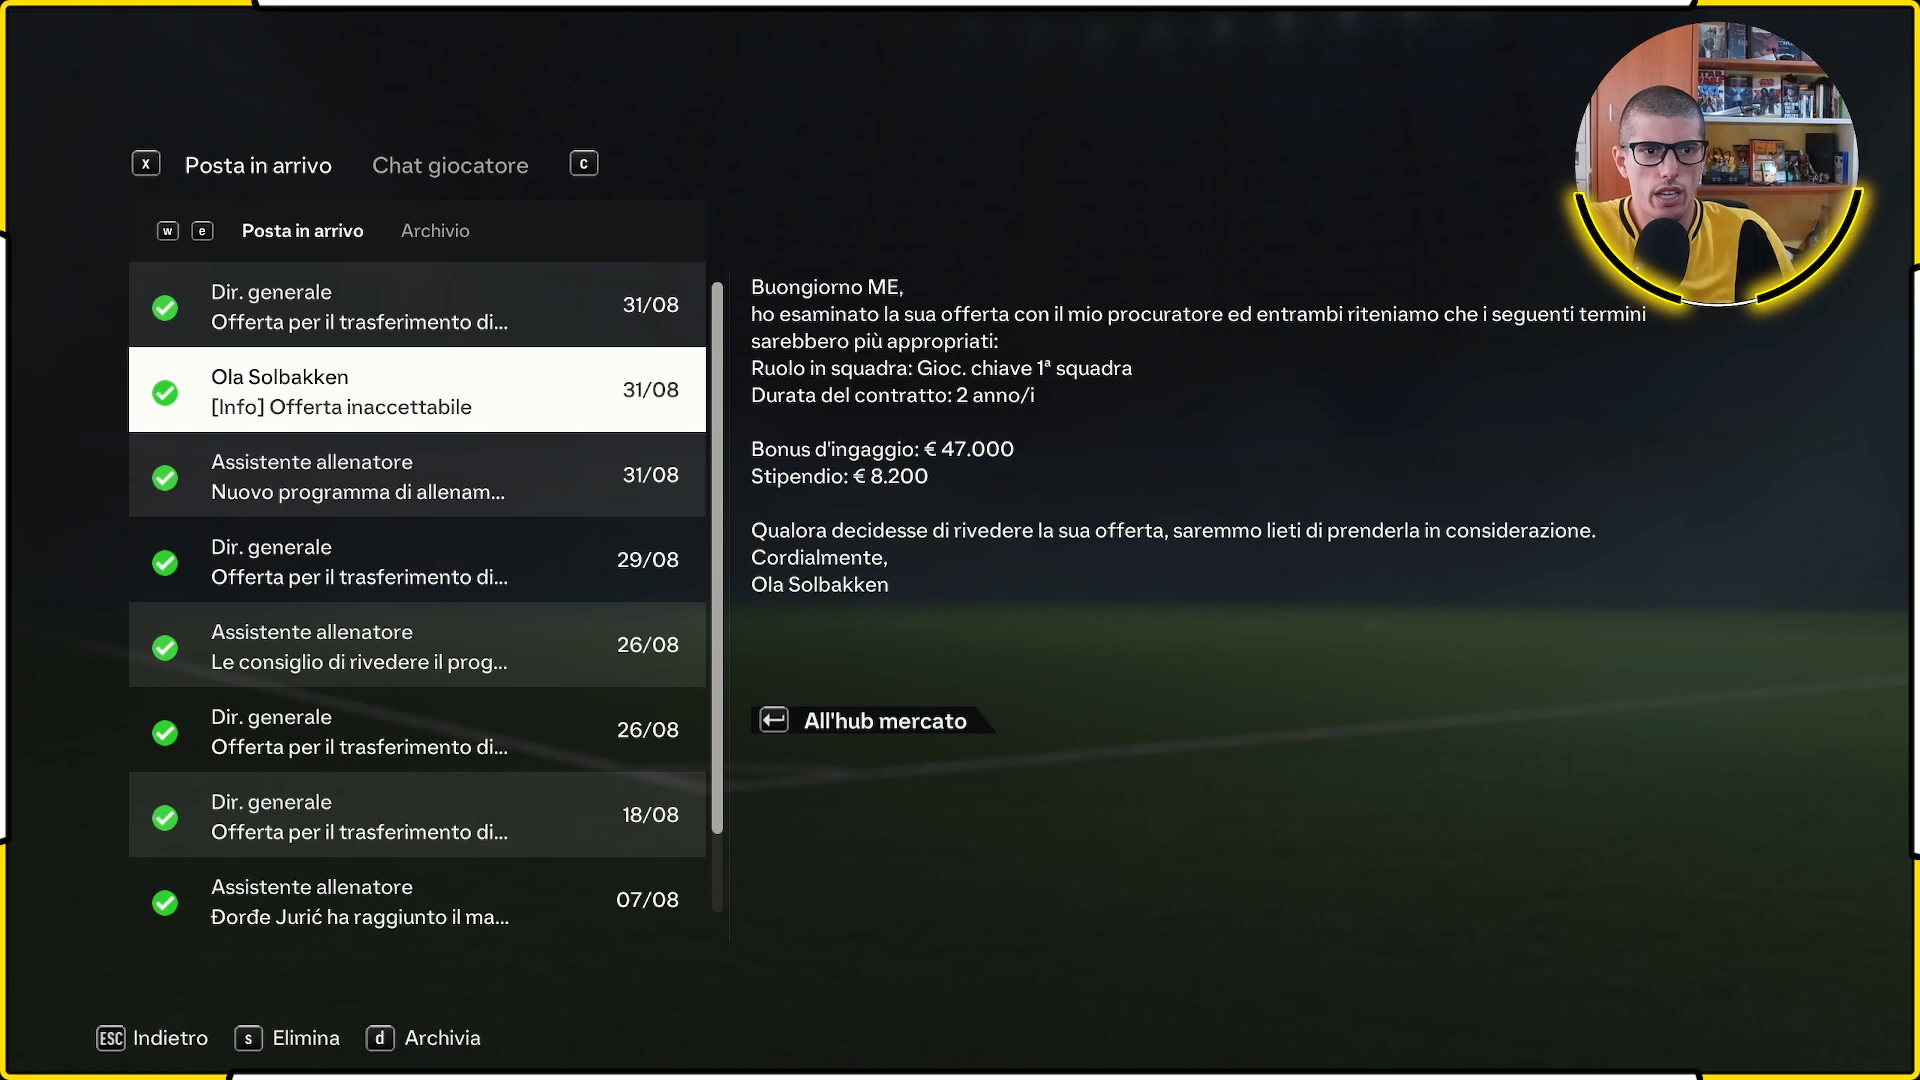 x Posta in arrivo Chat giocatore c
w e Posta in arrivo Archivio
Dir. generale
Offerta per il trasferimento di...
31/08
Ola Solbakken
[Info] Offerta inaccettabile
31/08
Assistente allenatore
Nuovo programma di allenam...
31/08
Dir. generale
Offerta per il trasferimento di...
29/08
Assistente allenatore
Le consiglio di rivedere il prog...
26/08
Dir. generale
Offerta per il trasferimento di...
26/08
Dir. generale
Offerta per il trasferimento di...
18/08
Assistente allenatore
Đorđe Jurić ha raggiunto il ma...
07/08
Buongiorno ME,
ho esaminato la sua offerta con il mio procuratore ed entrambi riteniamo che i seguenti termini
sarebbero più appropriati:
Ruolo in squadra: Gioc. chiave 1ª squadra
Durata del contratto: 2 anno/i
Bonus d'ingaggio: € 47.000
Stipendio: € 8.200
Qualora decidesse di rivedere la sua offerta, saremmo lieti di prenderla in considerazione.
Cordialmente,
Ola Solbakken
All'hub mercato
ESC Indietro s Elimina d Archivia